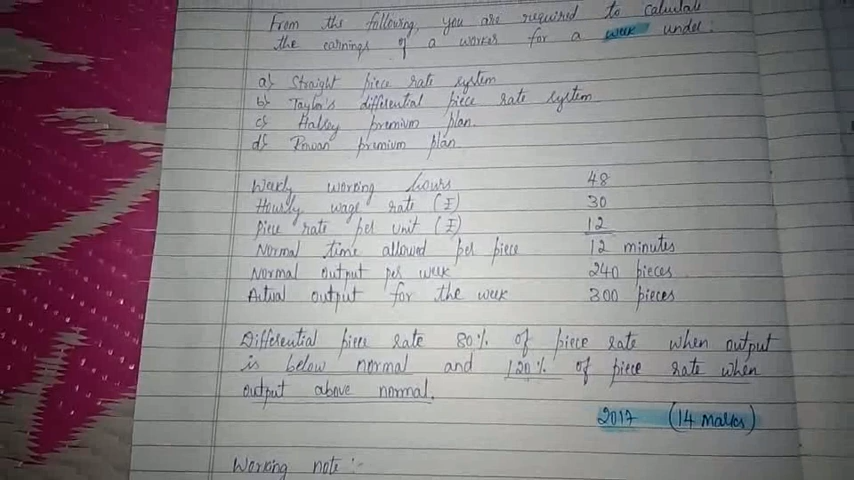 From the following, you are required to calculate
the earnings of a worker for a week under:
a) Straight piece rate system
b) Taylor's differential piece rate system
c) Halsey premium plan.
d) Rowan premium plan
Weekly working hours 48
Hourly wage rate (₹) 30
Piece rate per unit (₹) 12
Normal time allowed per piece 12 minutes
Normal output per week 240 pieces
Actual output for the week 300 pieces
Differential piece rate 80% of piece rate when output
is below normal and 120% of piece rate when
output above normal.
2017 (14 Marks)
Working note :-